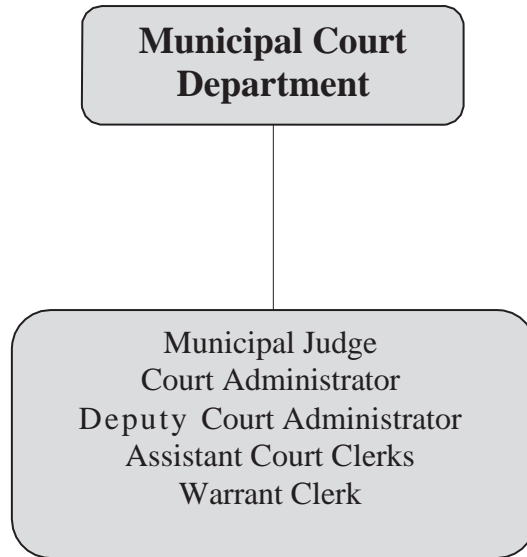 Municipal Court
Department
Municipal Judge
Court Administrator
Deputy Court Administrator
Assistant Court Clerks
Warrant Clerk